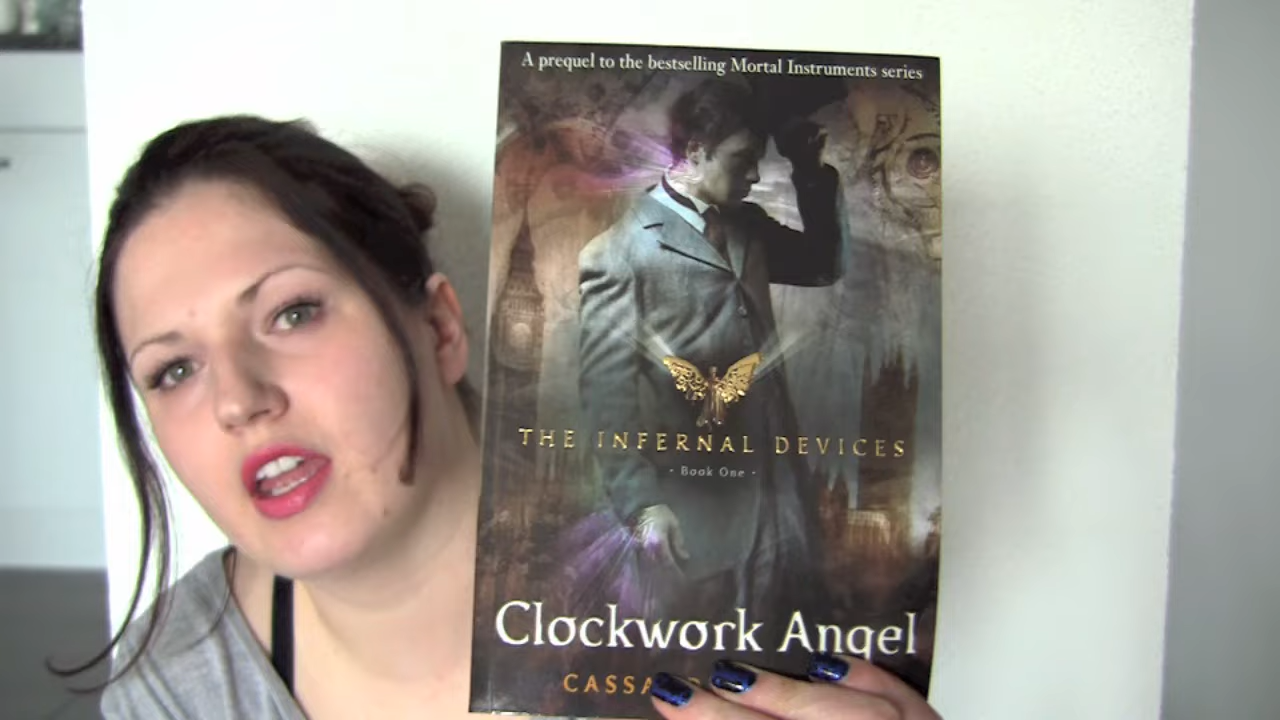 A prequel to the bestselling Mortal Instruments series
THE INFERNAL DEVICES
· Book One ·
Clockwork Angel